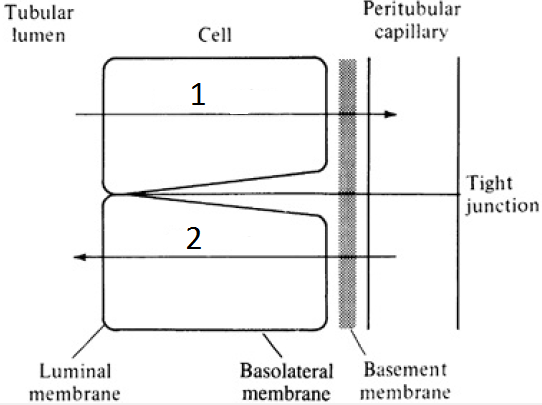 Tubular
lumen
Cell
Peritubular
capillary
1
Tight
junction
2
Luminal
membrane
Basolateral
membrane
Basement
membrane